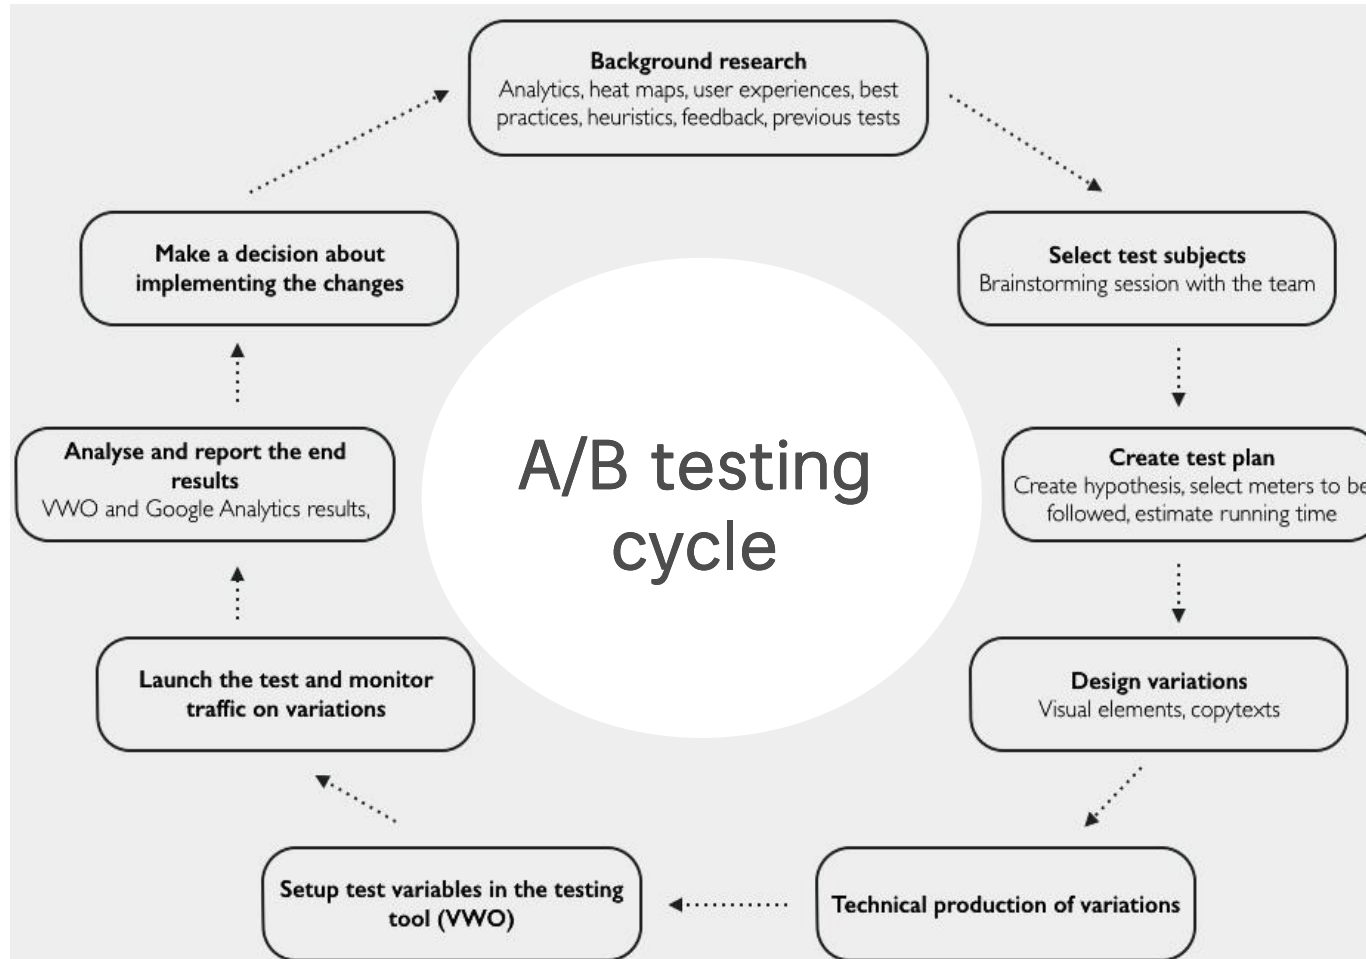 Background research
Analytics, heat maps, user experiences, best
practices, heuristics, feedback, previous tests
Select test subjects
Brainstorming session with the team
Create test plan
Create hypothesis, select meters to be
followed, estimate running time
Design variations
Visual elements, copytexts
Technical production of variations
Setup test variables in the testing
tool (VWO)
Launch the test and monitor
traffic on variations
Analyse and report the end
results
VWO and Google Analytics results,
Make a decision about
implementing the changes
A/B testing
cycle